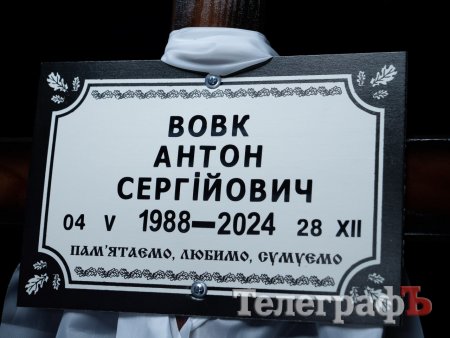 ВОВК
АНТОН
СЕРГІЙОВИЧ
04 V 1988—2024 28 XII
ПАМ'ЯТАЄМО, ЛЮБИМО, СУМУЄМО
ТелеграфЪ